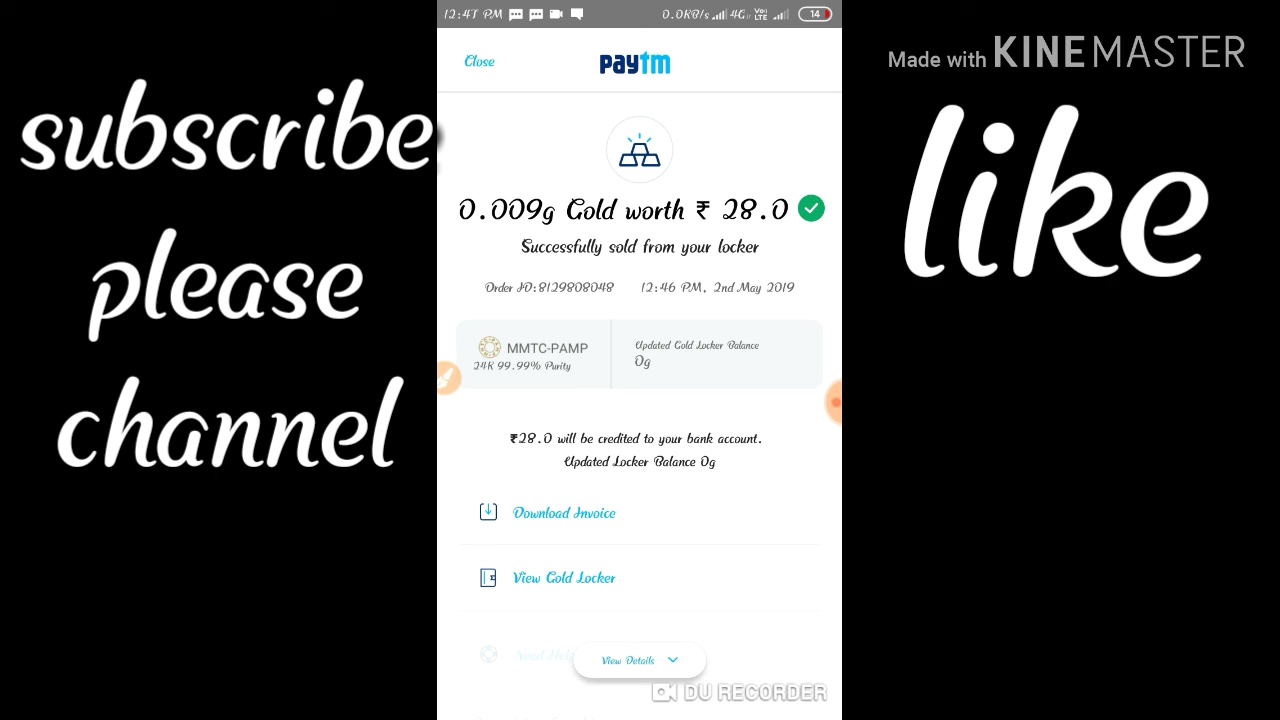 subscribe
please
channel
12:47 PM
0.0KB/s 4G VoLTE 14
Close
paytm
0.009g Gold worth ₹ 28.0
Successfully sold from your locker
Order ID:8129808048 12:46 PM, 2nd May 2019
MMTC-PAMP
24K 99.99% Purity
Updated Gold Locker Balance
0g
₹28.0 will be credited to your bank account.
Updated Locker Balance 0g
Download Invoice
View Gold Locker
Need Help
View Details
DU RECORDER
Made with KINEMASTER
like